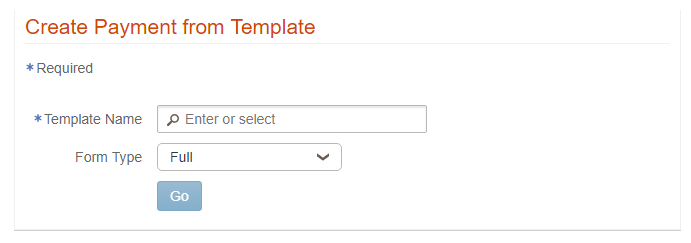 Create Payment from Template
*Required
*Template Name Enter or select
Form Type Full
Go